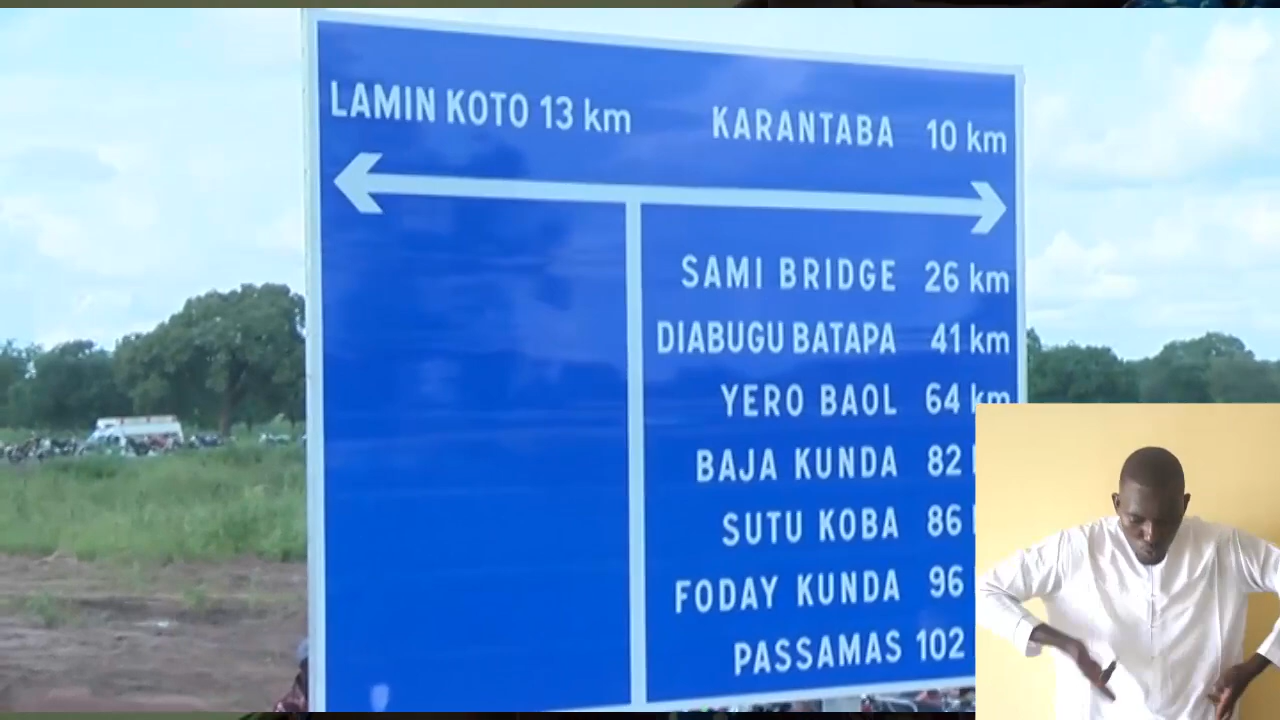 LAMIN KOTO 13 km
KARANTABA 10 km
SAMI BRIDGE 26 km
DIABUGU BATAPA 41 km
YERO BAOL 64 km
BAJA KUNDA 82
SUTU KOBA 86
FODAY KUNDA 96
PASSAMAS 102